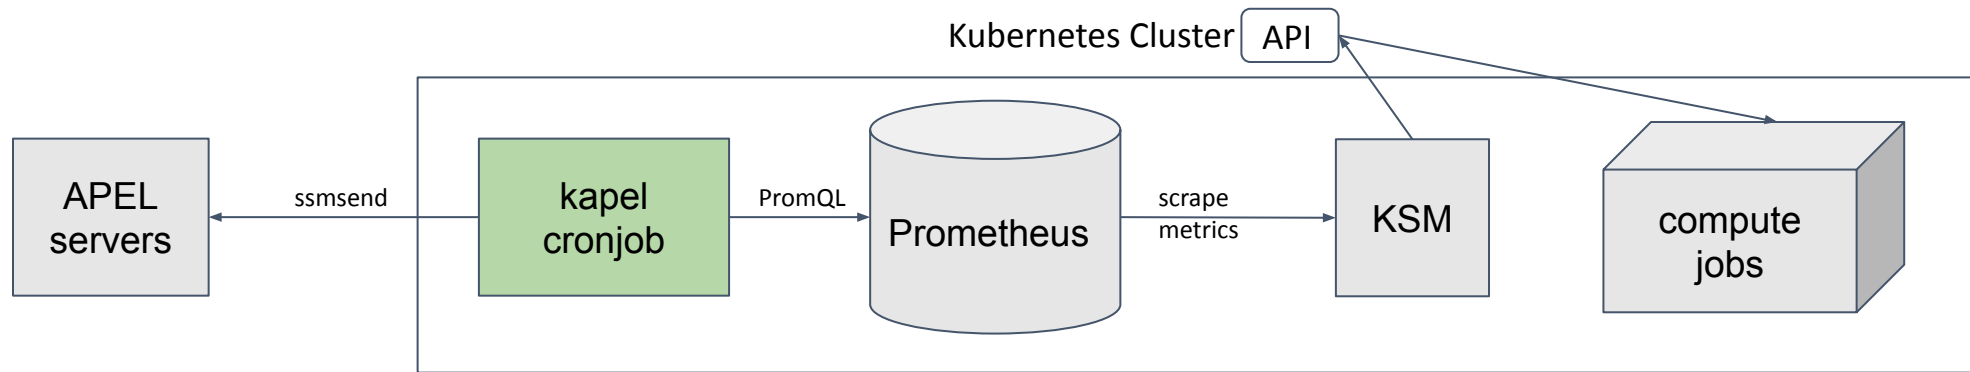 Kubernetes Cluster
API
APEL
servers
ssmsend
kapel
cronjob
PromQL
Prometheus
scrape
metrics
KSM
compute
jobs